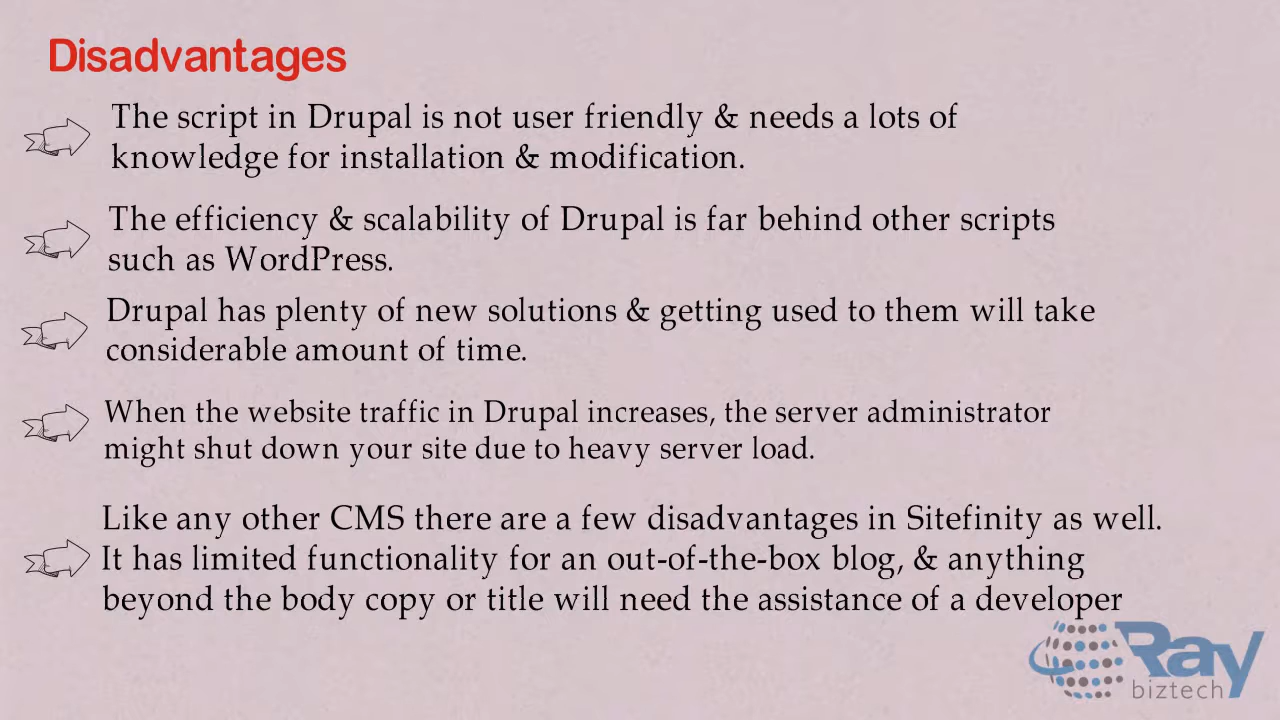 Disadvantages
The script in Drupal is not user friendly & needs a lots of
knowledge for installation & modification.
The efficiency & scalability of Drupal is far behind other scripts
such as WordPress.
Drupal has plenty of new solutions & getting used to them will take
considerable amount of time.
When the website traffic in Drupal increases, the server administrator
might shut down your site due to heavy server load.
Like any other CMS there are a few disadvantages in Sitefinity as well.
It has limited functionality for an out-of-the-box blog, & anything
beyond the body copy or title will need the assistance of a developer
Ray
biztech